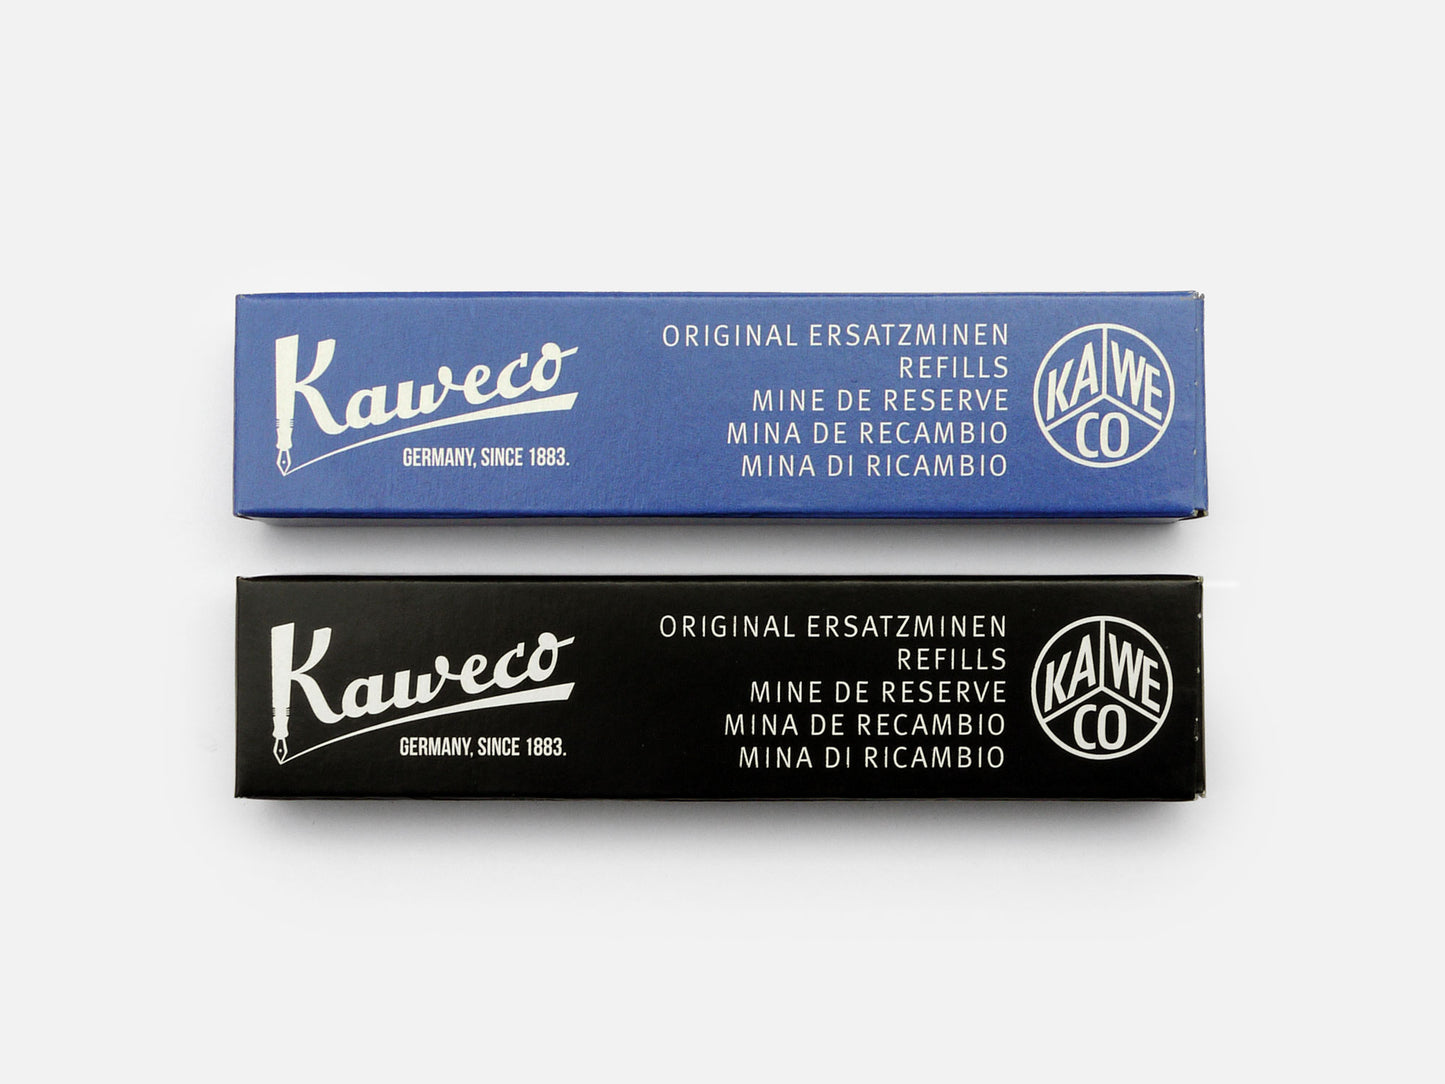 Kaweco
GERMANY, SINCE 1883.
ORIGINAL ERSATZMINEN
REFILLS
MINE DE RESERVE
MINA DE RECAMBIO
MINA DI RICAMBIO
KA WE
CO
Kaweco
GERMANY, SINCE 1883.
ORIGINAL ERSATZMINEN
REFILLS
MINE DE RESERVE
MINA DE RECAMBIO
MINA DI RICAMBIO
KA WE
CO